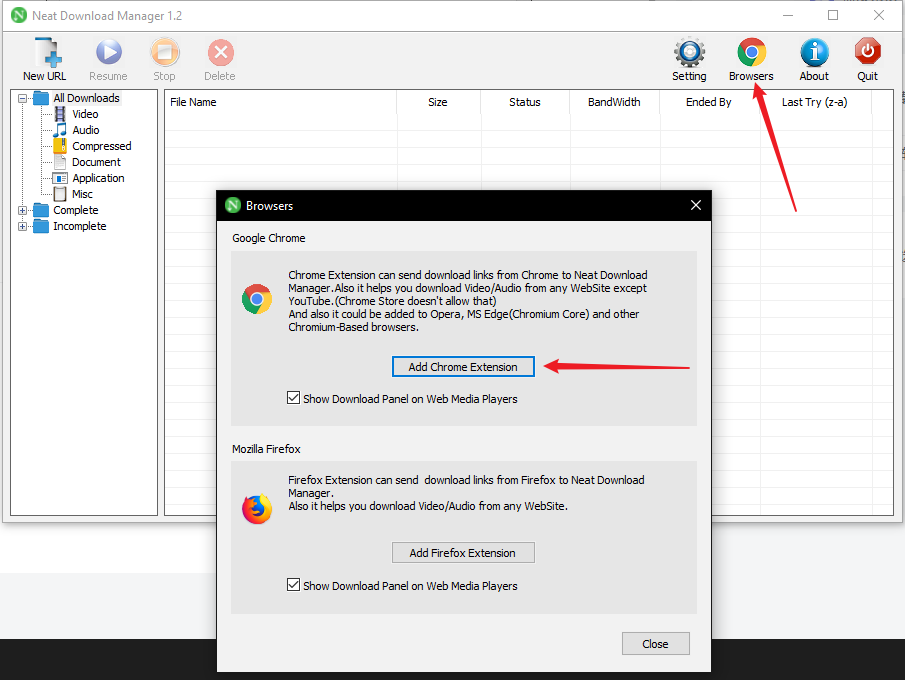 Neat Download Manager 1.2
New URL Resume Stop Delete Setting Browsers About Quit
File Name Size Status BandWidth Ended By Last Try (z-a)
All Downloads
Video
Audio
Compressed
Document
Application
Misc
Complete
Incomplete
Browsers
Google Chrome
Chrome Extension can send download links from Chrome to Neat Download
Manager.Also it helps you download Video/Audio from any WebSite except
YouTube.(Chrome Store doesn't allow that)
And also it could be added to Opera, MS Edge(Chromium Core) and other
Chromium-Based browsers.
Add Chrome Extension
Show Download Panel on Web Media Players
Mozilla Firefox
Firefox Extension can send  download links from Firefox to Neat Download
Manager.
Also it helps you download Video/Audio from any WebSite.
Add Firefox Extension
Show Download Panel on Web Media Players
Close